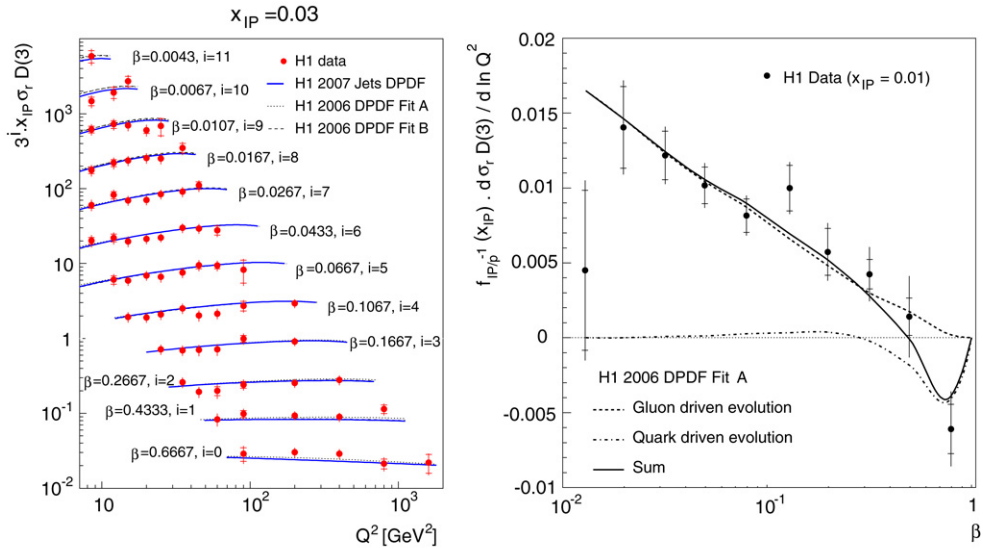 x IP =0.03
3^i.x_IP σ_r D(3)
10^3
10^2
10
1
10^-1
10^-2
β=0.0043, i=11
β=0.0067, i=10
β=0.0107, i=9
β=0.0167, i=8
β=0.0267, i=7
β=0.0433, i=6
β=0.0667, i=5
β=0.1067, i=4
β=0.1667, i=3
β=0.2667, i=2
β=0.4333, i=1
β=0.6667, i=0
H1 data
H1 2007 Jets DPDF
H1 2006 DPDF Fit A
H1 2006 DPDF Fit B
10
10^2
10^3
Q^2 [GeV^2]
f_IP/p^-1 (x_IP) . d σ_r D(3) / d ln Q^2
0.020
0.015
0.010
0.005
0
-0.005
-0.01
H1 Data (x_IP = 0.01)
H1 2006 DPDF Fit A
Gluon driven evolution
Quark driven evolution
Sum
10^-2
10^-1
1
β